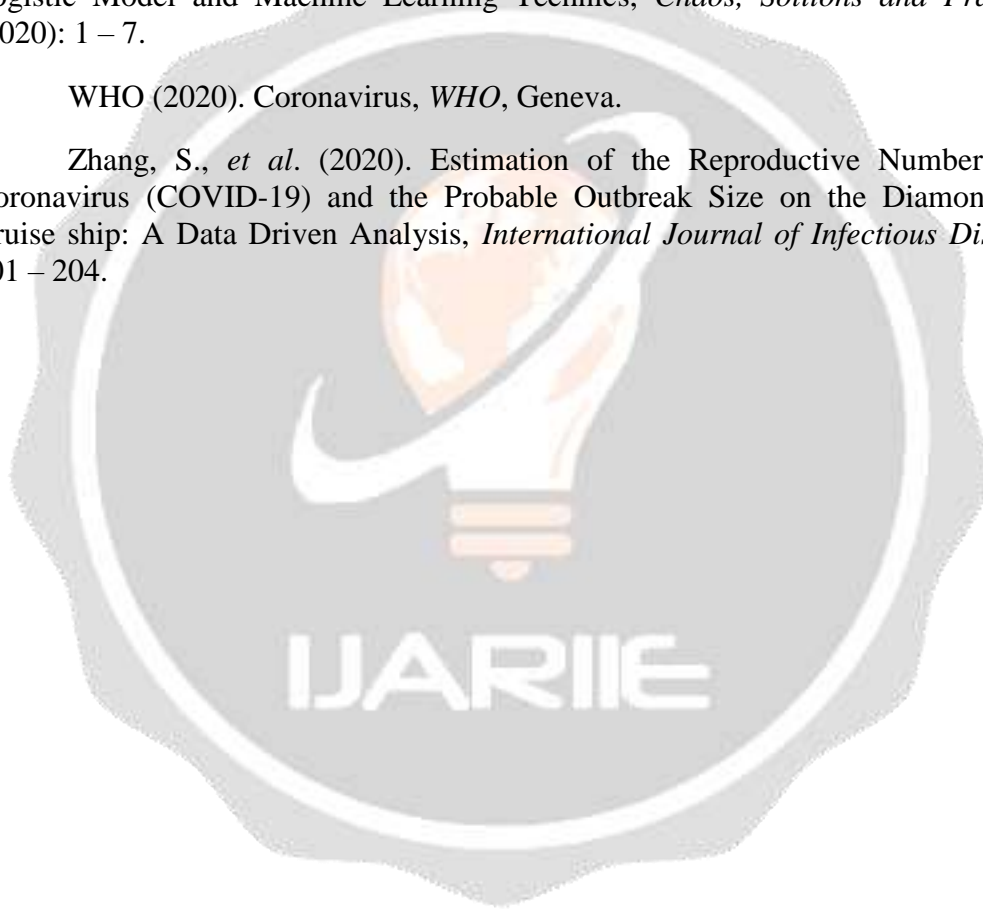 ogistic Model and Machine Learning Technics, Chaos, Solitons and Fra
020): 1 – 7.
WHO (2020). Coronavirus, WHO, Geneva.
Zhang, S., et al. (2020). Estimation of the Reproductive Number
oronavirus (COVID-19) and the Probable Outbreak Size on the Diamon
ruise ship: A Data Driven Analysis, International Journal of Infectious Di
01 – 204.
IJARIIE